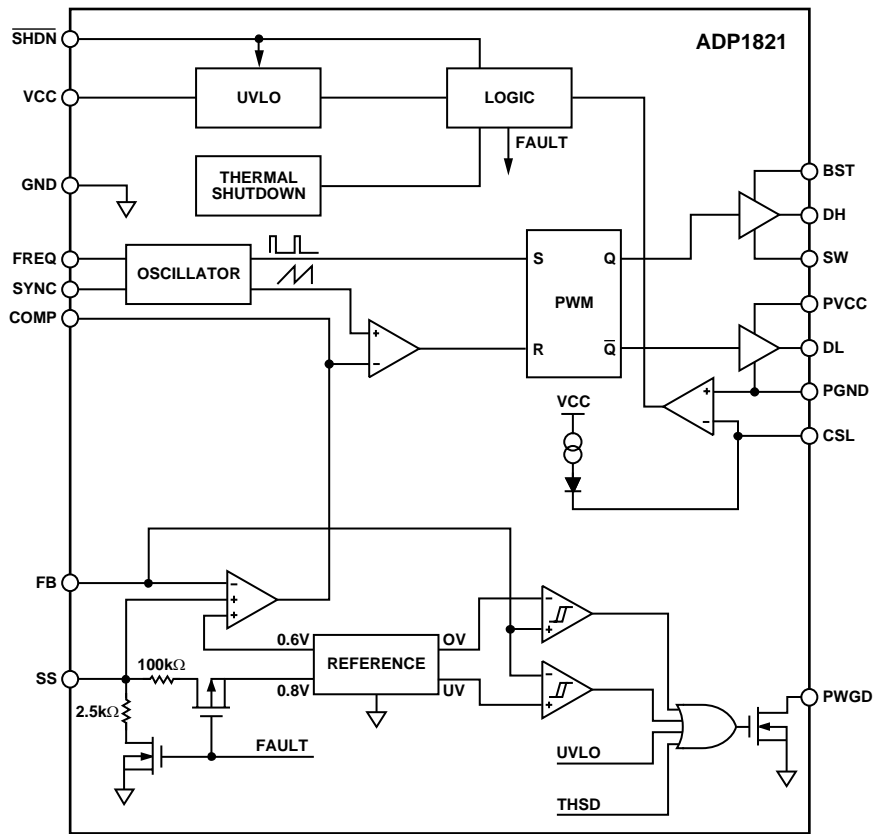 SHDN
ADP1821
VCC
UVLO
LOGIC
FAULT
GND
THERMAL
SHUTDOWN
BST
DH
SW
FREQ
SYNC
COMP
OSCILLATOR
S
Q
PWM
R
Q
PVCC
DL
PGND
CSL
+
−
+
−
VCC
FB
−
+
+
0.6V
0.8V
REFERENCE
OV
UV
−
+
−
+
SS
100kΩ
2.5kΩ
FAULT
PWGD
UVLO
THSD